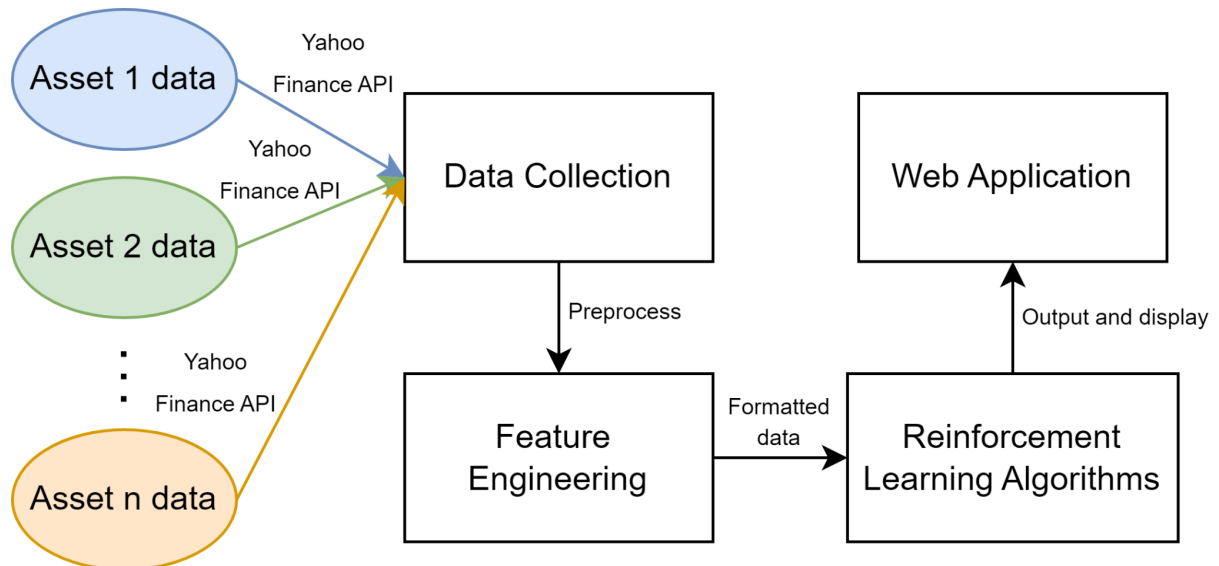 Asset 1 data
Yahoo
Finance API
Asset 2 data
Yahoo
Finance API
Asset n data
Yahoo
Finance API
Data Collection
Preprocess
Feature
Engineering
Formatted
data
Reinforcement
Learning Algorithms
Output and display
Web Application